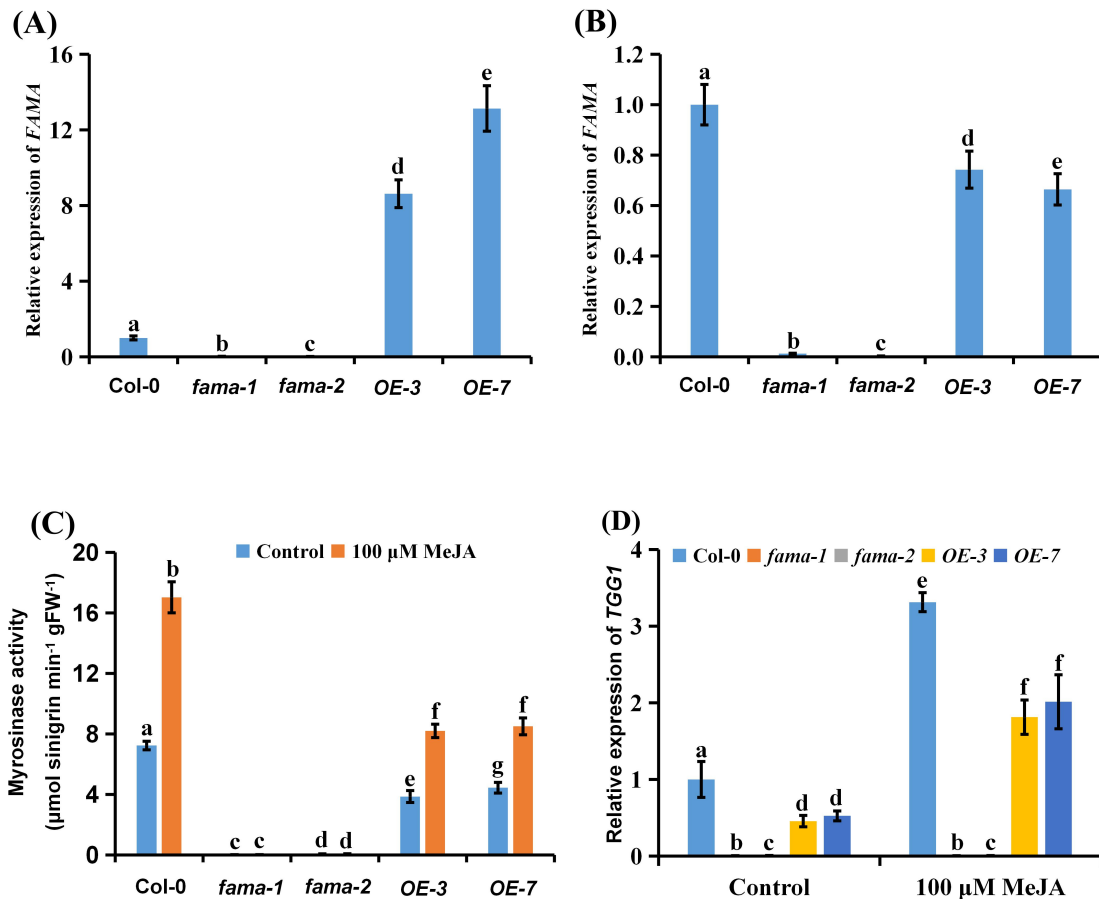 (A)
Relative expression of FAMA
16
12
8
4
0
a
b
c
d
e
Col-0 fama-1 fama-2 OE-3 OE-7
(B)
Relative expression of FAMA
1.2
1.0
0.8
0.6
0.4
0.2
0.0
a
b
c
d
e
Col-0 fama-1 fama-2 OE-3 OE-7
(C)
Control 100 µM MeJA
Myrosinase activity
(µmol sinigrin min⁻¹ gFW⁻¹)
20
16
12
8
4
0
a b
c c
d d
e f
g f
Col-0 fama-1 fama-2 OE-3 OE-7
(D)
Col-0 fama-1 fama-2 OE-3 OE-7
Relative expression of TGG1
4
3
2
1
0
a b c d d
e b c f f
Control 100 µM MeJA